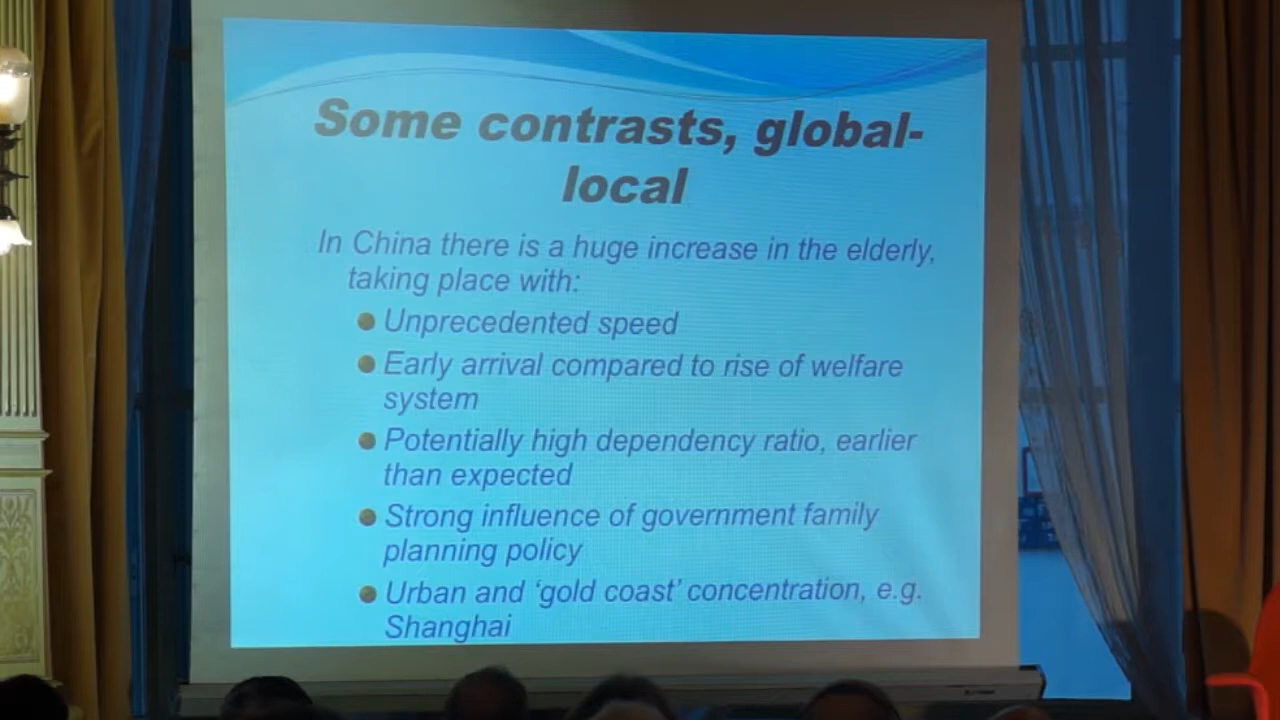 Some contrasts, global-
local
In China there is a huge increase in the elderly,
taking place with:
Unprecedented speed
Early arrival compared to rise of welfare
system
Potentially high dependency ratio, earlier
than expected
Strong influence of government family
planning policy
Urban and ‘gold coast’ concentration, e.g.
Shanghai